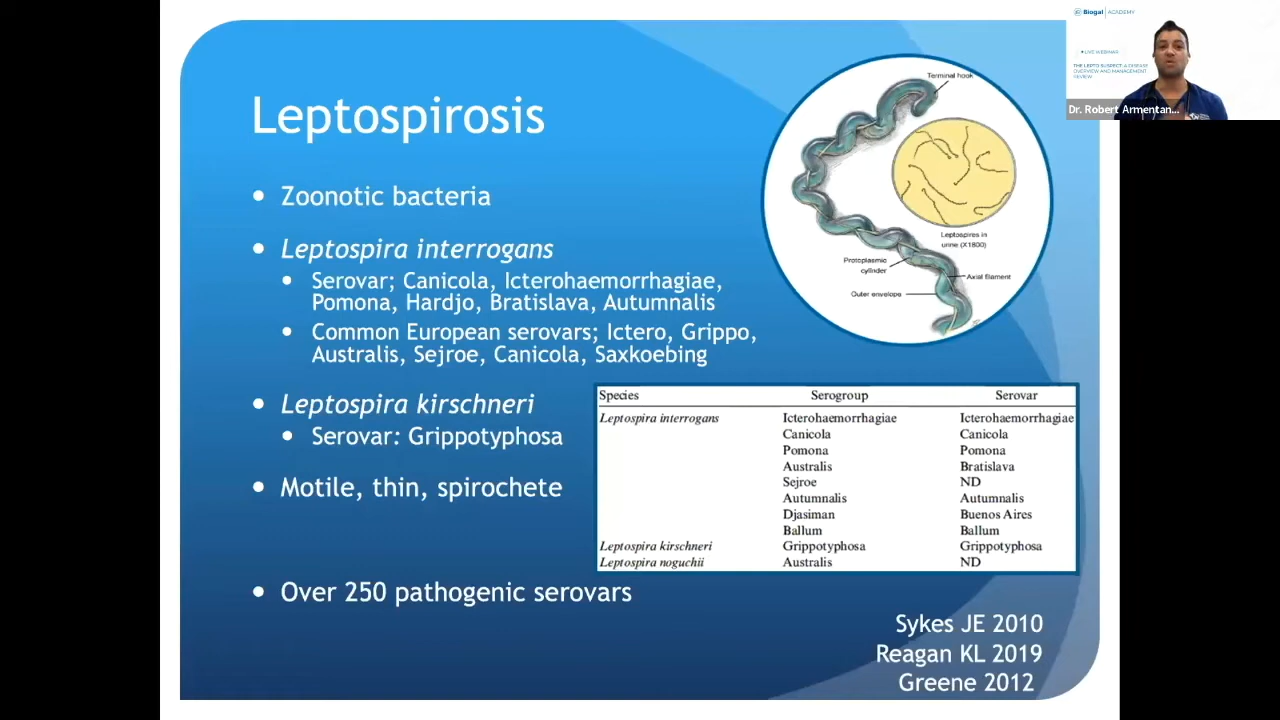 Biogal ACADEMY
LIVE WEBINAR
THE LEPTO SUSPECT: A DISEASE
OVERVIEW AND MANAGEMENT
REVIEW
Dr. Robert Armentan...
Leptospirosis
Zoonotic bacteria
Leptospira interrogans
Serovar; Canicola, Icterohaemorrhagiae,
Pomona, Hardjo, Bratislava, Autumnalis
Common European serovars; Ictero, Grippo,
Australis, Sejroe, Canicola, Saxkoebing
Leptospira kirschneri
Serovar: Grippotyphosa
Motile, thin, spirochete
Over 250 pathogenic serovars
Terminal hook
Leptospires in
urine (X1800)
Protoplasmic
cylinder
Axial filament
Outer envelope
Species Serogroup Serovar
Leptospira interrogans Icterohaemorrhagiae Icterohaemorrhagiae
Canicola Canicola
Pomona Pomona
Australis Bratislava
Sejroe ND
Autumnalis Autumnalis
Djasiman Buenos Aires
Ballum Ballum
Leptospira kirschneri Grippotyphosa Grippotyphosa
Leptospira noguchii Australis ND
Sykes JE 2010
Reagan KL 2019
Greene 2012